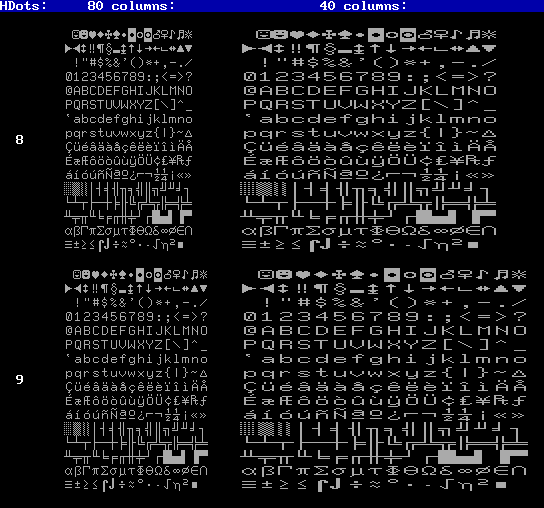 HDots: 80 columns: 40 columns:
8
☺☻♥♦♣♠•◘○◙♂♀♪♫☼
►◄↕‼¶§▬↨↑↓→←∟↔▲▼
!"#$%&'()*+,-./
0123456789:;<=>?
@ABCDEFGHIJKLMNO
PQRSTUVWXYZ[\]^_
`abcdefghijklmno
pqrstuvwxyz{|}~⌂
ÇüéâäàåçêëèïîìÄÅ
ÉæÆôöòûùÿÖÜ¢£¥₧ƒ
áíóúñÑªº¿⌐¬½¼¡«»
░▒▓│┤╡╢╖╕╣║╗╝╜╛┐
└┴┬├─┼╞╟╚╔╩╦╠═╬╧
╨╤╥╙╘╒╓╫╪┘┌█▄▌▐▀
αßΓπΣσµτΦΘΩδ∞φε∩
≡±≥≤⌠⌡÷≈°∙·√ⁿ²■
☺☻♥♦♣♠•◘○◙♂♀♪♫☼
►◄↕‼¶§▬↨↑↓→←∟↔▲▼
!"#$%&'()*+,-./
0123456789:;<=>?
@ABCDEFGHIJKLMNO
PQRSTUVWXYZ[\]^_
`abcdefghijklmno
pqrstuvwxyz{|}~⌂
ÇüéâäàåçêëèïîìÄÅ
ÉæÆôöòûùÿÖÜ¢£¥₧ƒ
áíóúñÑªº¿⌐¬½¼¡«»
░▒▓│┤╡╢╖╕╣║╗╝╜╛┐
└┴┬├─┼╞╟╚╔╩╦╠═╬╧
╨╤╥╙╘╒╓╫╪┘┌█▄▌▐▀
αßΓπΣσµτΦΘΩδ∞φε∩
≡±≥≤⌠⌡÷≈°∙·√ⁿ²■
9
☺☻♥♦♣♠•◘○◙♂♀♪♫☼
►◄↕‼¶§▬↨↑↓→←∟↔▲▼
!"#$%&'()*+,-./
0123456789:;<=>?
@ABCDEFGHIJKLMNO
PQRSTUVWXYZ[\]^_
`abcdefghijklmno
pqrstuvwxyz{|}~⌂
ÇüéâäàåçêëèïîìÄÅ
ÉæÆôöòûùÿÖÜ¢£¥₧ƒ
áíóúñÑªº¿⌐¬½¼¡«»
░▒▓│┤╡╢╖╕╣║╗╝╜╛┐
└┴┬├─┼╞╟╚╔╩╦╠═╬╧
╨╤╥╙╘╒╓╫╪┘┌█▄▌▐▀
αßΓπΣσµτΦΘΩδ∞φε∩
≡±≥≤⌠⌡÷≈°∙·√ⁿ²■
☺☻♥♦♣♠•◘○◙♂♀♪♫☼
►◄↕‼¶§▬↨↑↓→←∟↔▲▼
!"#$%&'()*+,-./
0123456789:;<=>?
@ABCDEFGHIJKLMNO
PQRSTUVWXYZ[\]^_
`abcdefghijklmno
pqrstuvwxyz{|}~⌂
ÇüéâäàåçêëèïîìÄÅ
ÉæÆôöòûùÿÖÜ¢£¥₧ƒ
áíóúñÑªº¿⌐¬½¼¡«»
░▒▓│┤╡╢╖╕╣║╗╝╜╛┐
└┴┬├─┼╞╟╚╔╩╦╠═╬╧
╨╤╥╙╘╒╓╫╪┘┌█▄▌▐▀
αßΓπΣσµτΦΘΩδ∞φε∩
≡±≥≤⌠⌡÷≈°∙·√ⁿ²■